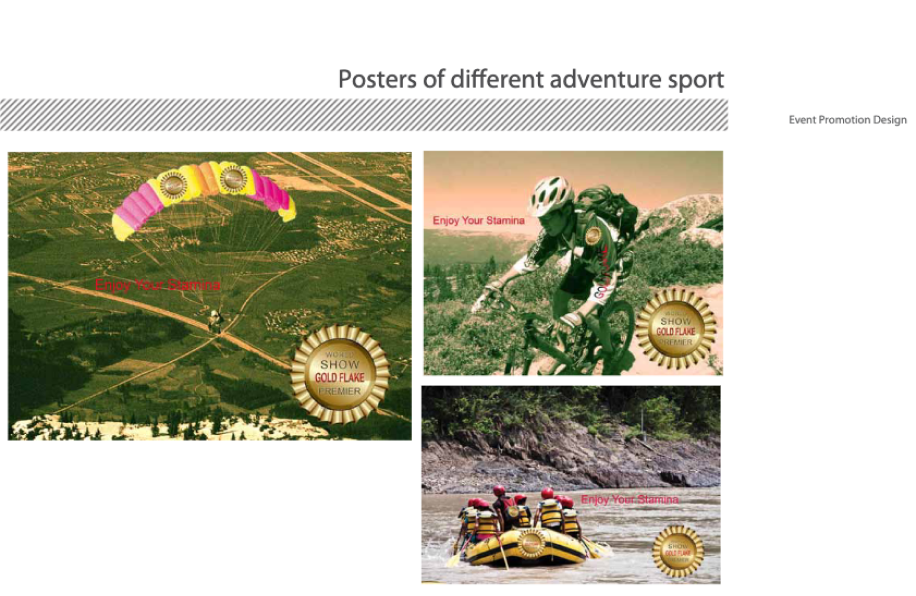 Posters of different adventure sport
Event Promotion Design
Enjoy Your Stamina
WORLD
SHOW
GOLD FLAKE
PREMIER
Enjoy Your Stamina
WORLD
SHOW
GOLD FLAKE
PREMIER
Enjoy Your Stamina
SHOW
GOLD FLAKE